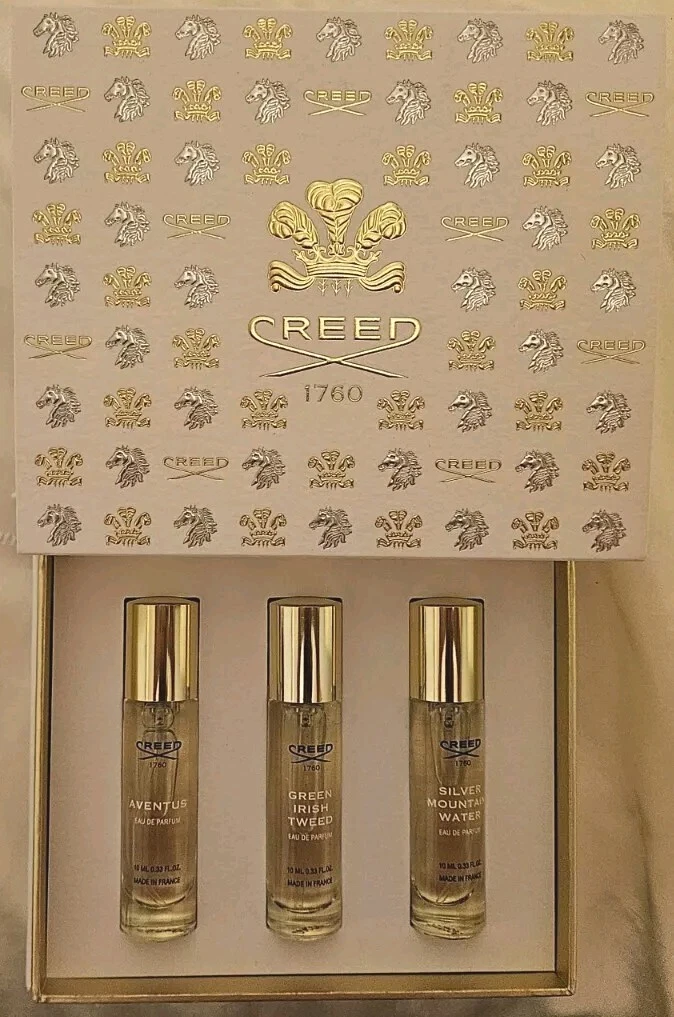 CREED CREED CREED
CREED CREED
CREED
1760
CREED CREED
CREED CREED
CREED
1760
AVENTUS
EAU DE PARFUM
10 ML 0.33 FL.OZ.
MADE IN FRANCE
CREED
1760
GREEN
IRISH
TWEED
EAU DE PARFUM
10 ML 0.33 FL.OZ.
MADE IN FRANCE
CREED
1760
SILVER
MOUNTAIN
WATER
EAU DE PARFUM
10 ML 0.33 FL.OZ.
MADE IN FRANCE